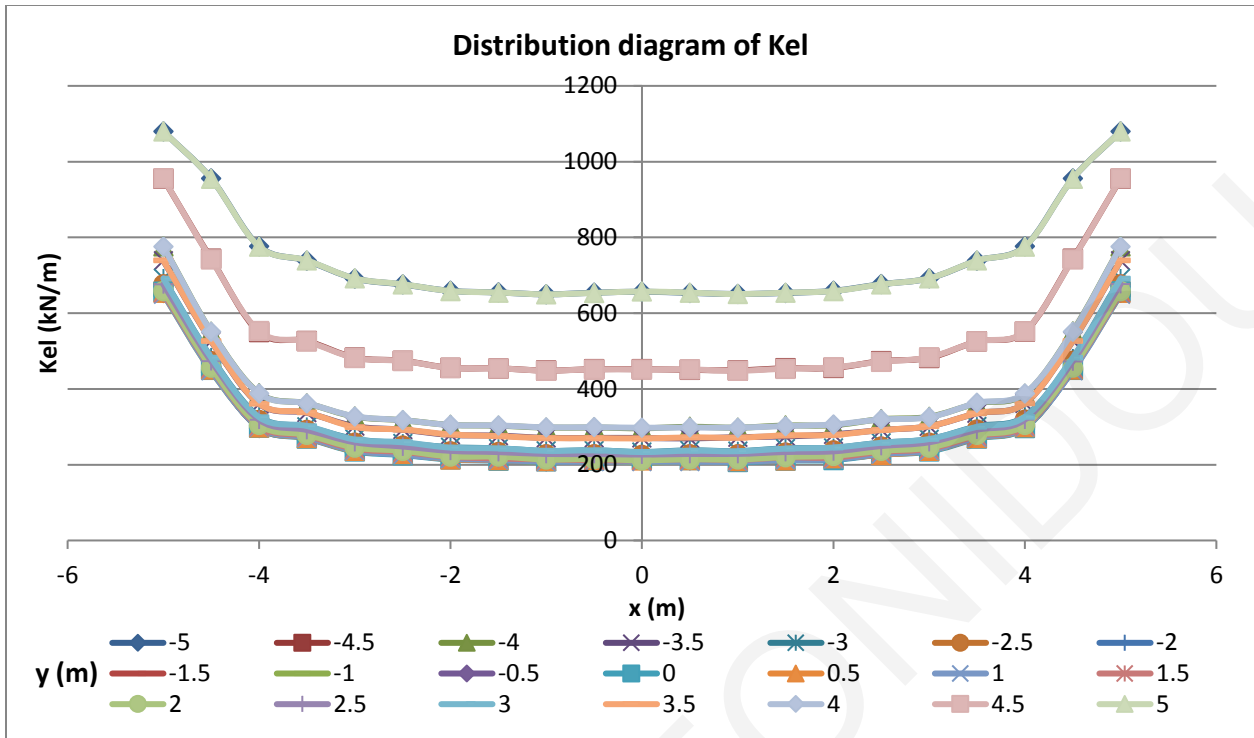 Distribution diagram of Kel
1200
1000
800
600
400
200
0
Kel (kN/m)
-6 -4 -2 0 2 4 6
x (m)
-5 -4.5 -4 -3.5 -3 -2.5 -2
y (m) -1.5 -1 -0.5 0 0.5 1 1.5
2 2.5 3 3.5 4 4.5 5